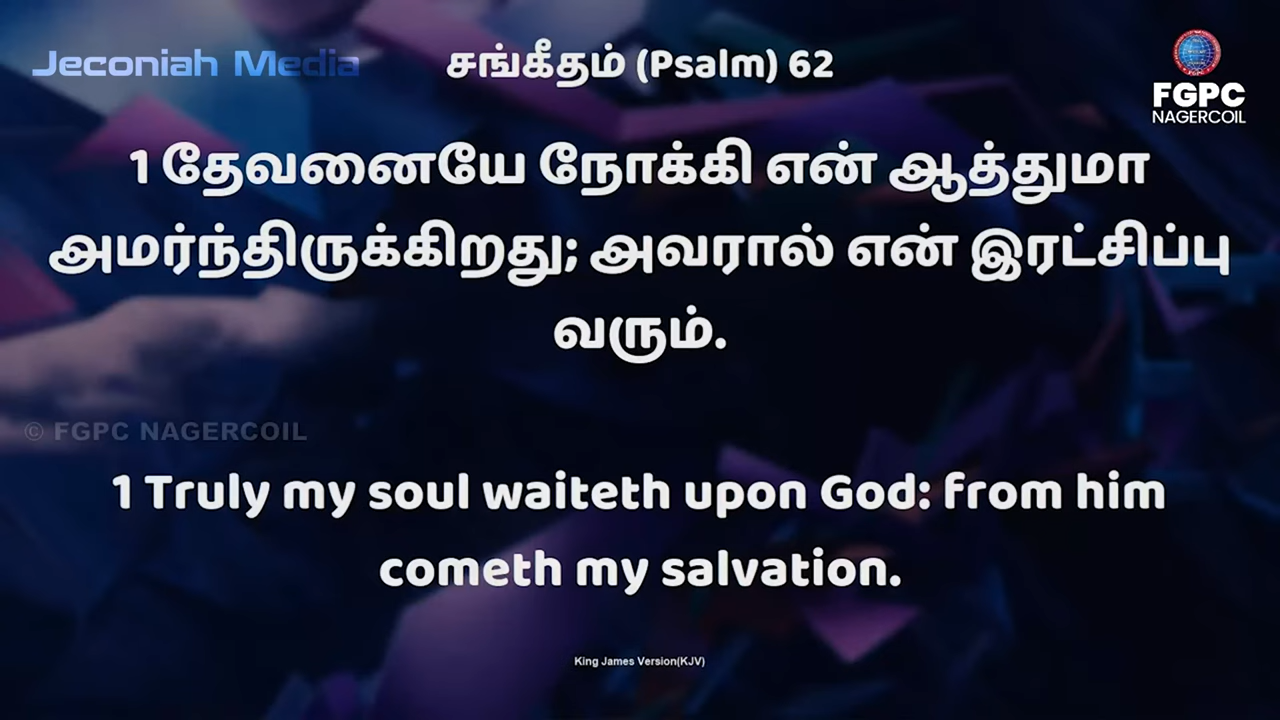 Jeconiah Media
சங்கீதம் (Psalm) 62
FGPC
NAGERCOIL
1 தேவனையே நோக்கி என் ஆத்துமா
அமர்ந்திருக்கிறது; அவரால் என் இரட்சிப்பு
வரும்.
© FGPC NAGERCOIL
1 Truly my soul waiteth upon God: from him
cometh my salvation.
King James Version(KJV)